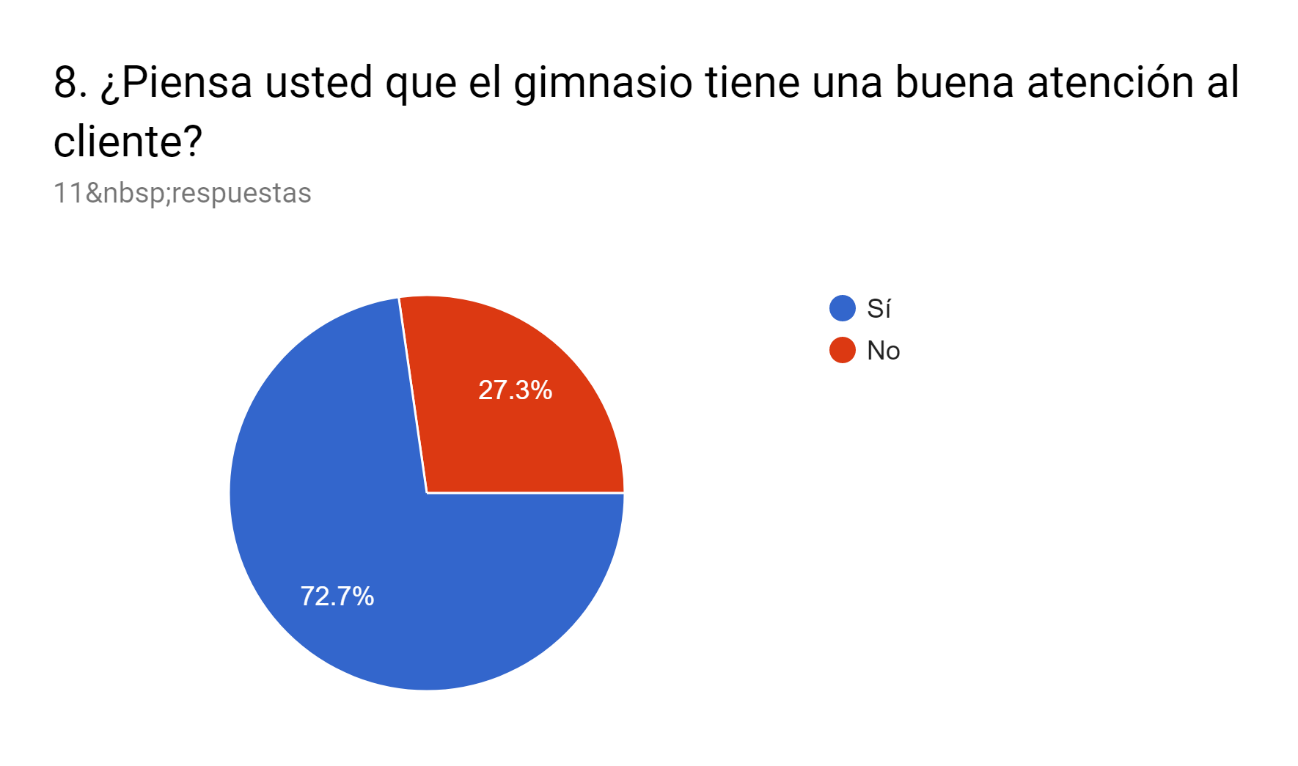 8. ¿Piensa usted que el gimnasio tiene una buena atención al
cliente?
11&nbsp;respuestas
Sí
No
27.3%
72.7%